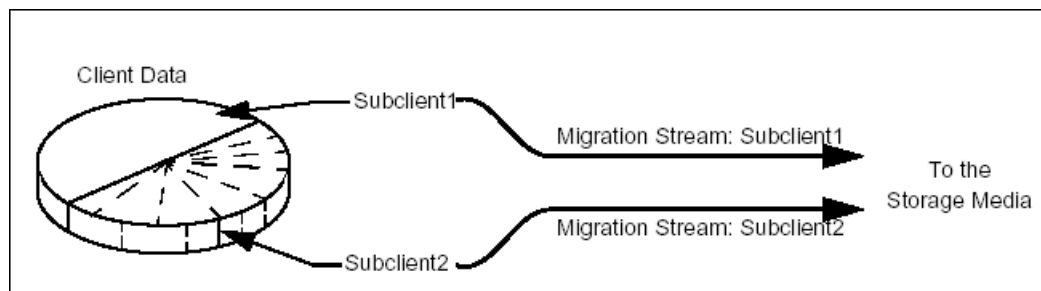 Client Data
Subclient1
Migration Stream: Subclient1
To the
Storage Media
Migration Stream: Subclient2
Subclient2